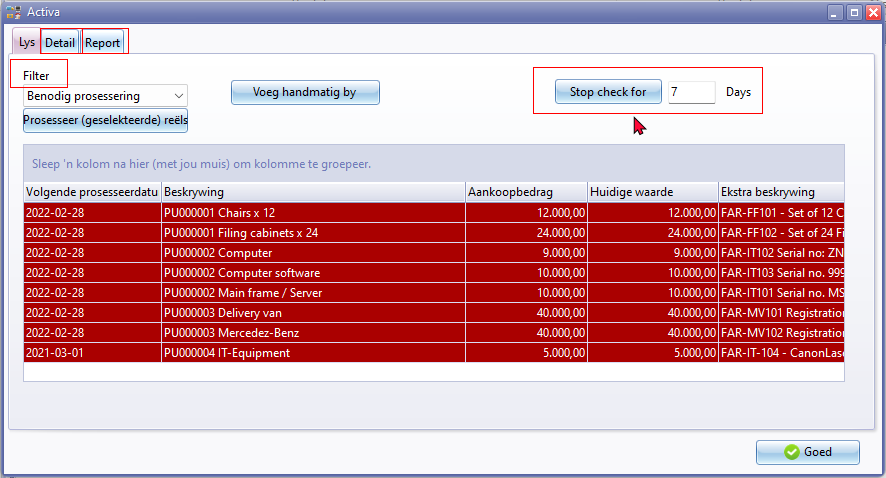 Activa
Lys Detail Report
Filter
Benodig prosessering
Voeg handmatig by
Stop check for 7 Days
Prosesseer (geselekteerde) reëls
Sleep 'n kolom na hier (met jou muis) om kolomme te groepeer.
Volgende prosesseerdatu Beskrywing Aankoopbedrag Huidige waarde Ekstra beskrywing
2022-02-28 PU000001 Chairs x 12 12.000,00 12.000,00 FAR-FF101 - Set of 12 C
2022-02-28 PU000001 Filing cabinets x 24 24.000,00 24.000,00 FAR-FF102 - Set of 24 Fi
2022-02-28 PU000002 Computer 9.000,00 9.000,00 FAR-IT102 Serial no: ZN
2022-02-28 PU000002 Computer software 10.000,00 10.000,00 FAR-IT103 Serial no. 999
2022-02-28 PU000002 Main frame / Server 10.000,00 10.000,00 FAR-IT101 Serial no. MS
2022-02-28 PU000003 Delivery van 40.000,00 40.000,00 FAR-MV101 Registration
2022-02-28 PU000003 Mercedez-Benz 40.000,00 40.000,00 FAR-MV102 Registration
2021-03-01 PU000004 IT-Equipment 5.000,00 5.000,00 FAR-IT-104 - CanonLase
Goed